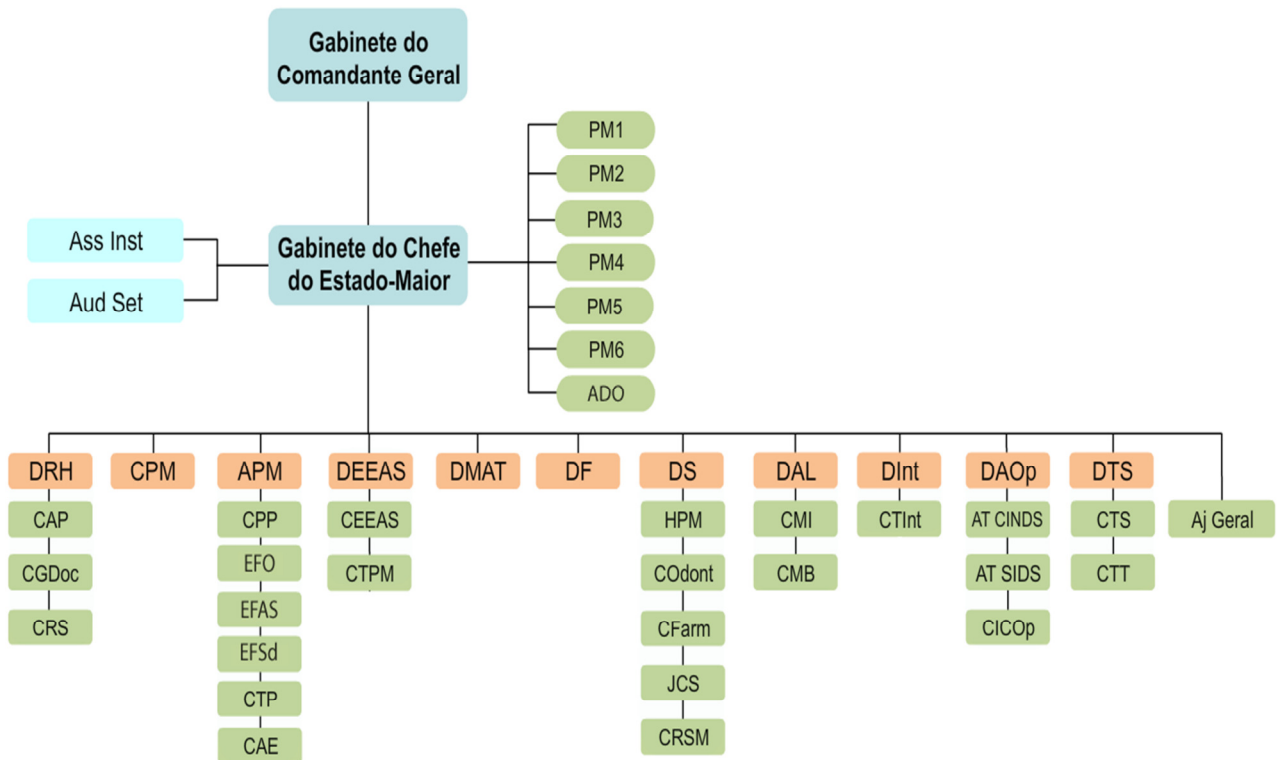 Gabinete do
Comandante Geral
PM1
PM2
PM3
PM4
PM5
PM6
ADO
Ass Inst
Aud Set
Gabinete do Chefe
do Estado-Maior
DRH
CPM
APM
DEEAS
DMAT
DF
DS
DAL
DInt
DAOp
DTS
Aj Geral
CAP
CGDoc
CRS
CPP
EFO
EFAS
EFSd
CTP
CAE
CEEAS
CTPM
HPM
COdont
CFarm
JCS
CRSM
CMI
CMB
CTInt
AT CINDS
AT SIDS
CICOp
CTS
CTT